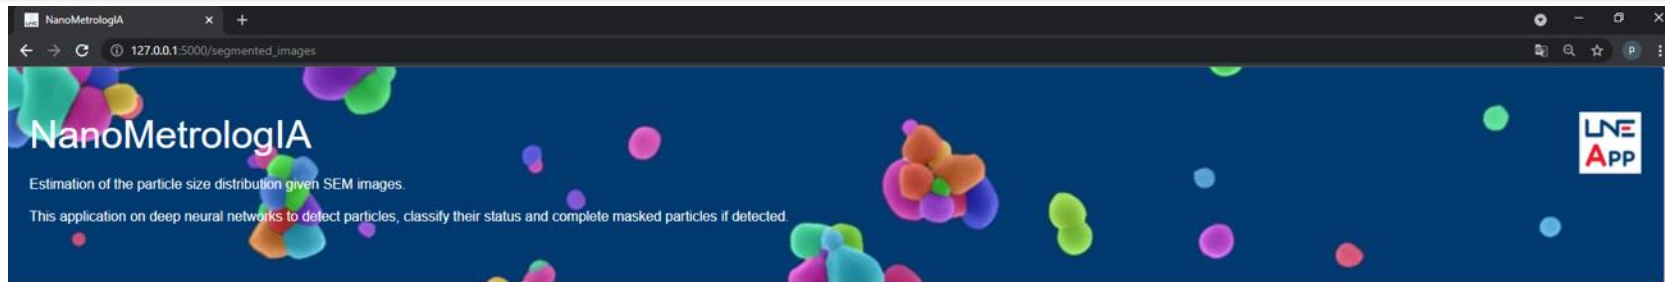 NanoMetrologIA
127.0.0.1:5000/segmented_images
NanoMetrologIA
LNE
APP
Estimation of the particle size distribution given SEM images.
This application on deep neural networks to detect particles, classify their status and complete masked particles if detected.